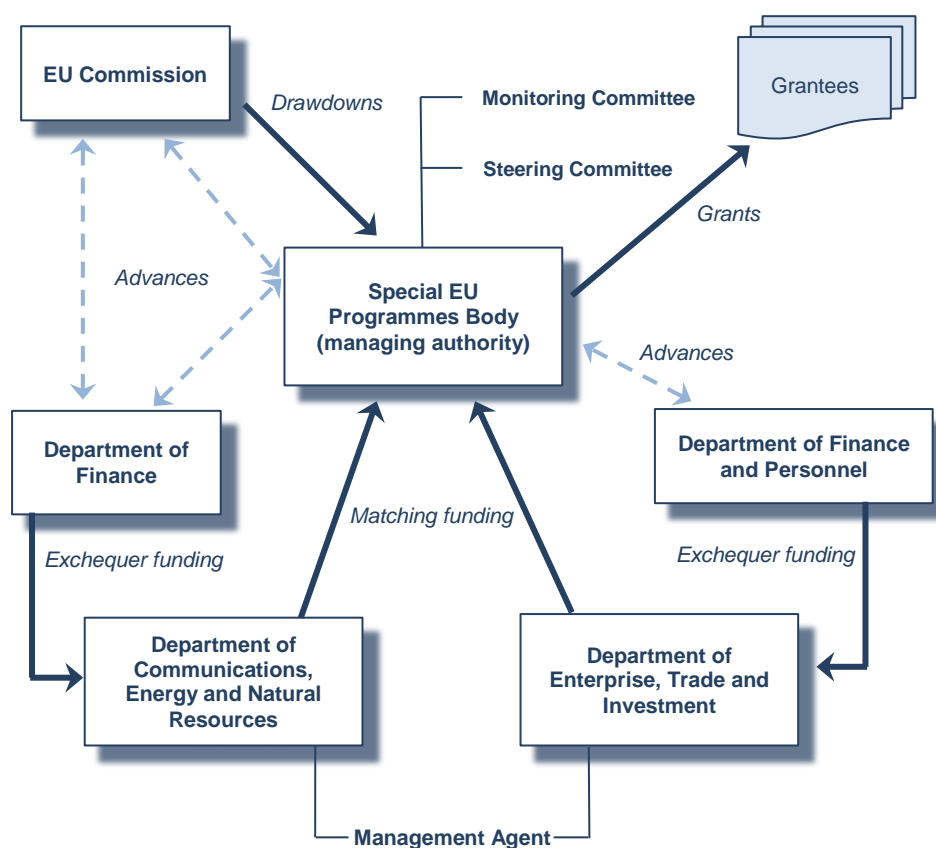 EU Commission
Drawdowns
Monitoring Committee
Grantees
Steering Committee
Grants
Advances
Special EU
Programmes Body
(managing authority)
Advances
Department of
Finance
Department of Finance
and Personnel
Matching funding
Exchequer funding
Exchequer funding
Department of
Communications,
Energy and Natural
Resources
Department of
Enterprise, Trade and
Investment
Management Agent